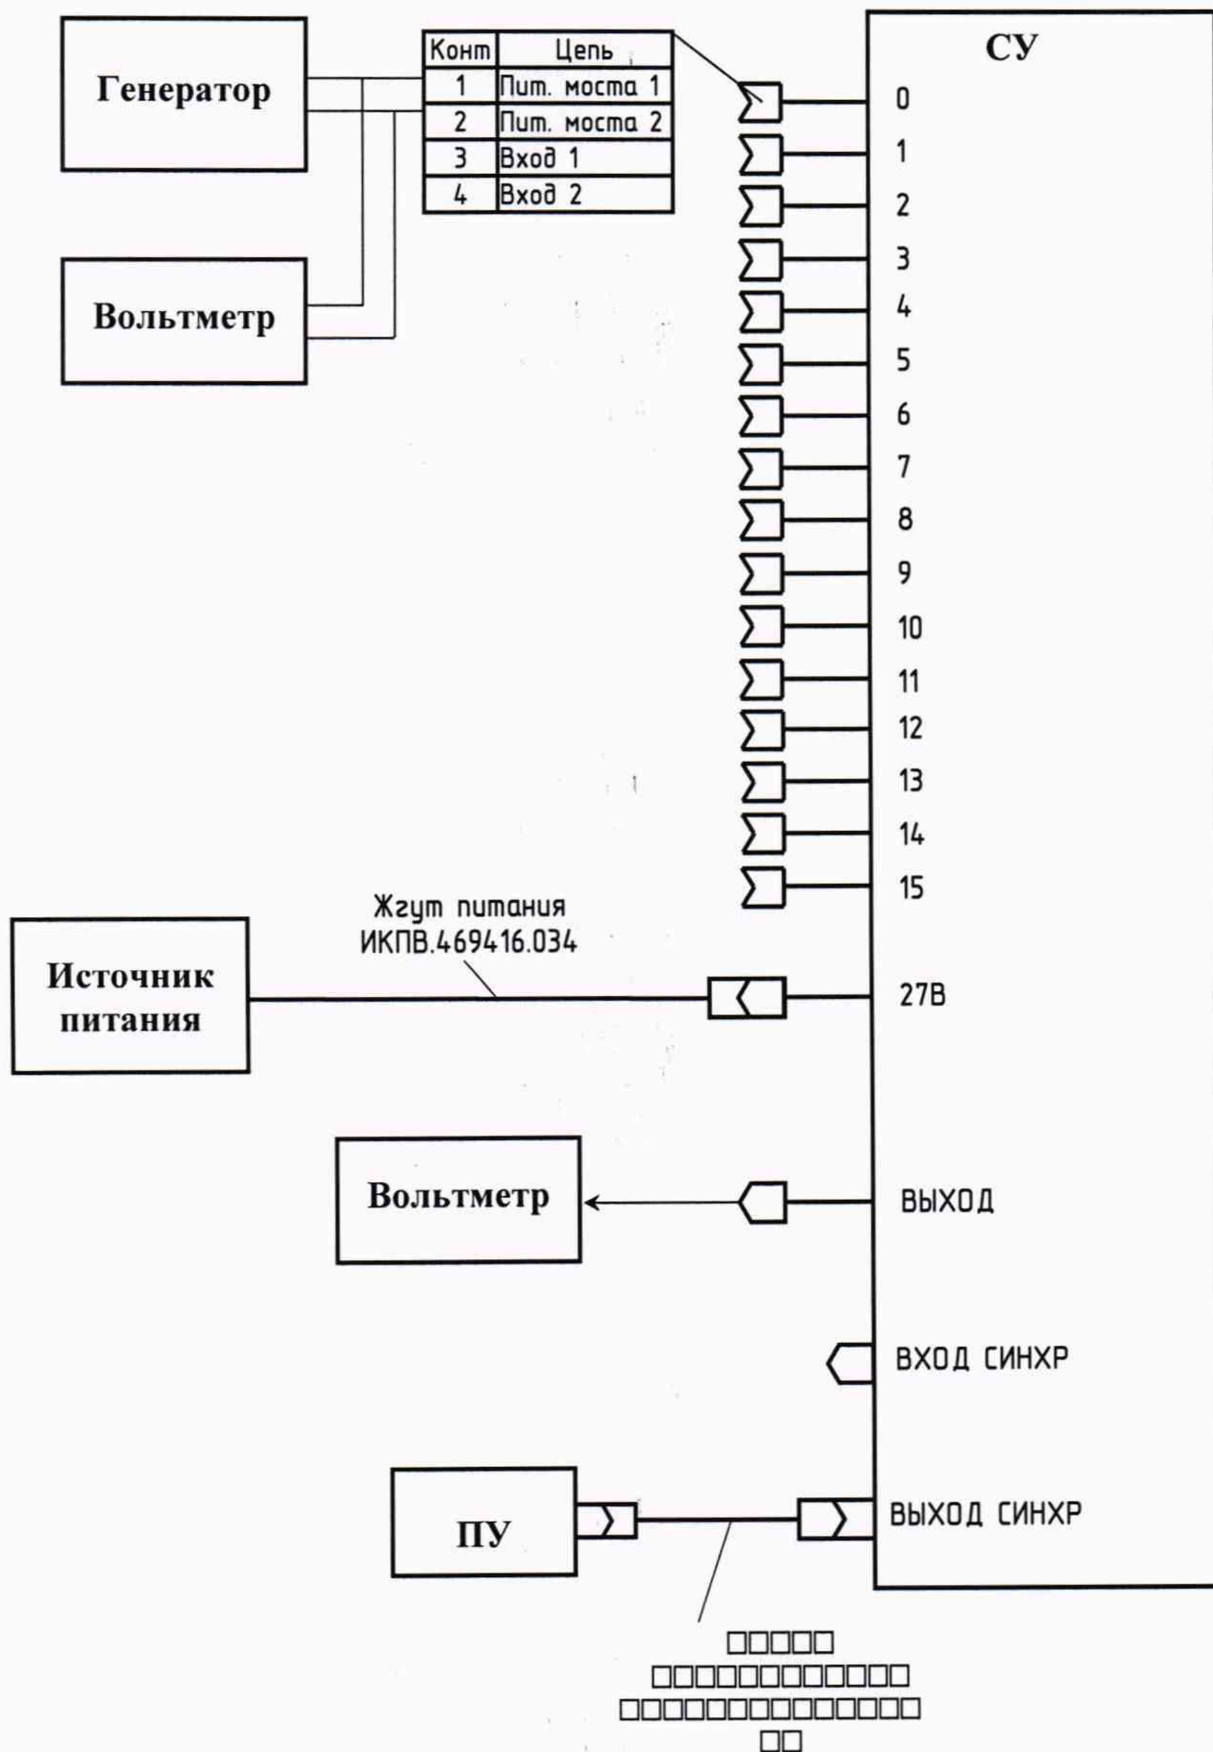 СУ
Генератор
Конт Цепь
1 Пит. моста 1
2 Пит. моста 2
3 Вход 1
4 Вход 2
Вольтметр
0
1
2
3
4
5
6
7
8
9
10
11
12
13
14
15
Жгут питания
ИКПВ.469416.034
Источник
питания
27В
Вольтметр
ВЫХОД
ВХОД СИНХР
ПУ
ВЫХОД СИНХР